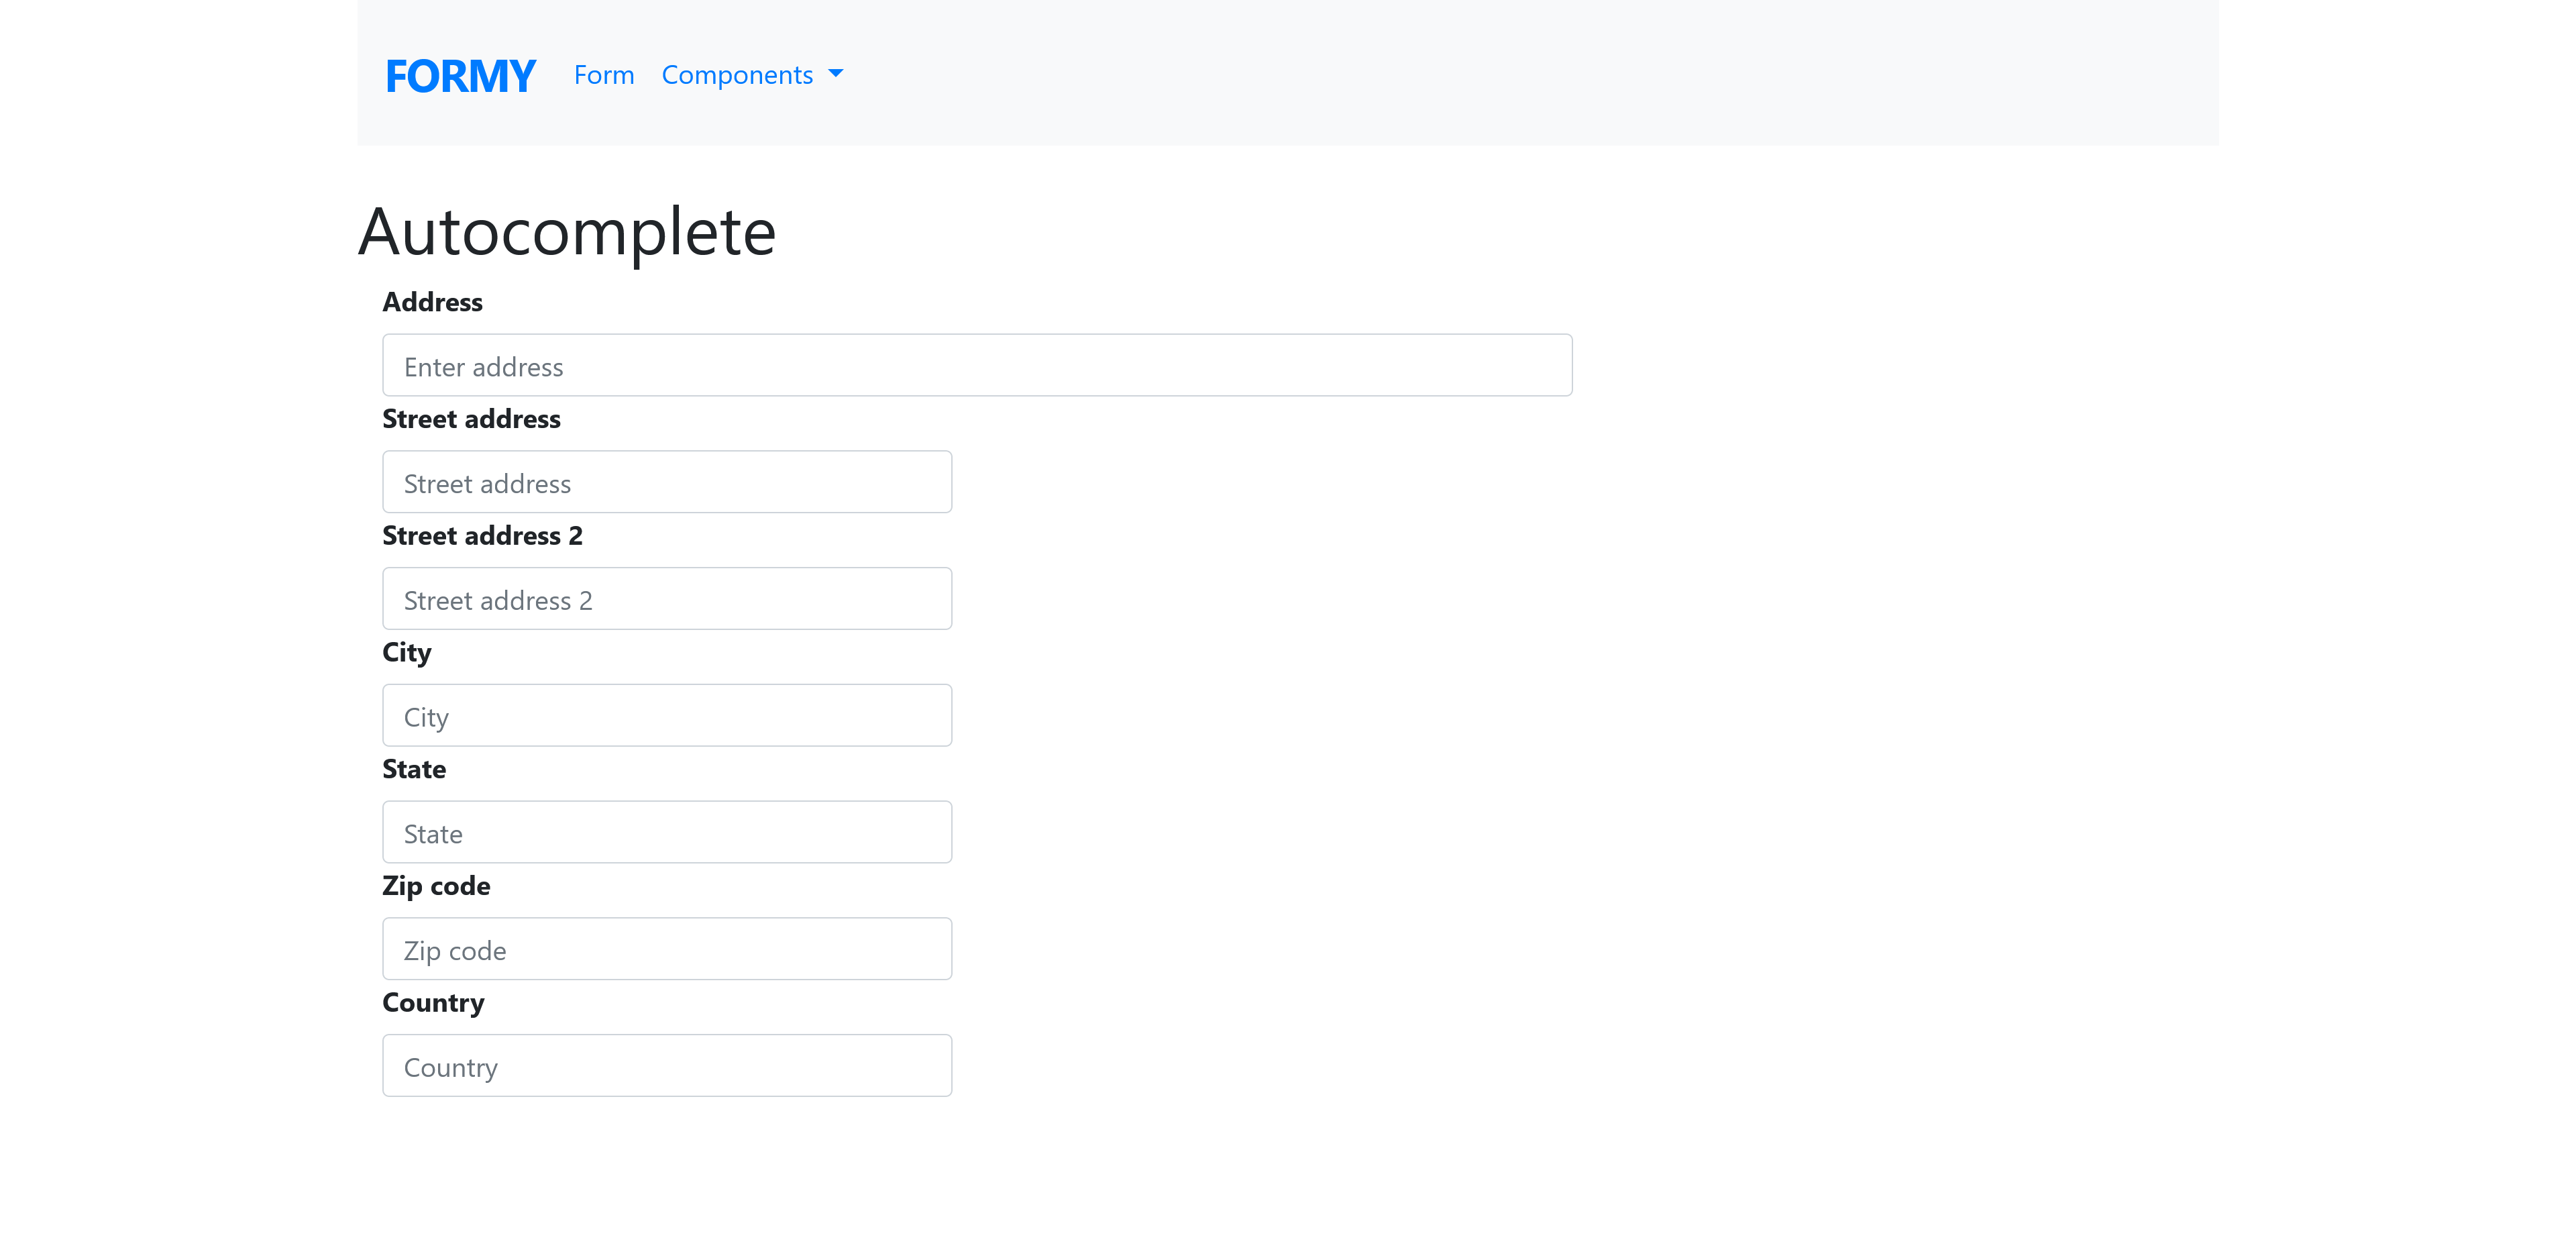 FORMY Form Components
Autocomplete
Address
Enter address
Street address
Street address
Street address 2
Street address 2
City
City
State
State
Zip code
Zip code
Country
Country